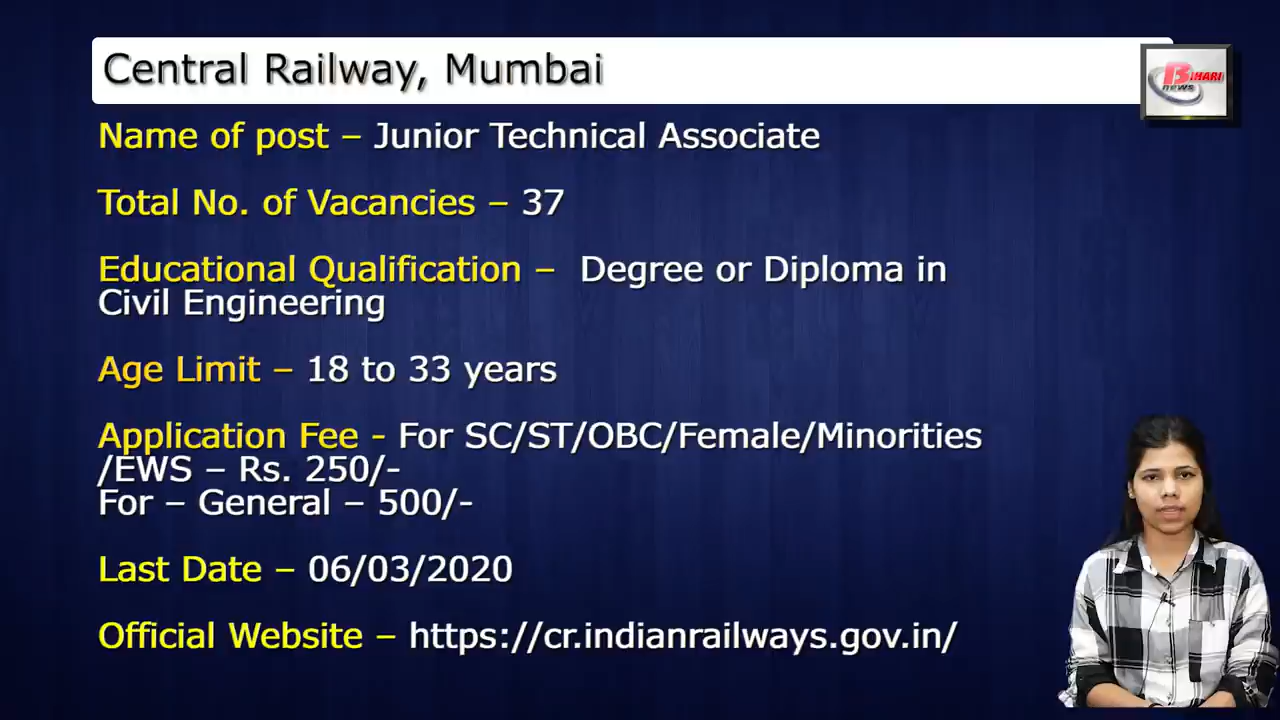 Central Railway, Mumbai
BIHARI
news
Name of post – Junior Technical Associate
Total No. of Vacancies – 37
Educational Qualification –  Degree or Diploma in
Civil Engineering
Age Limit – 18 to 33 years
Application Fee - For SC/ST/OBC/Female/Minorities
/EWS – Rs. 250/-
For – General – 500/-
Last Date – 06/03/2020
Official Website – https://cr.indianrailways.gov.in/